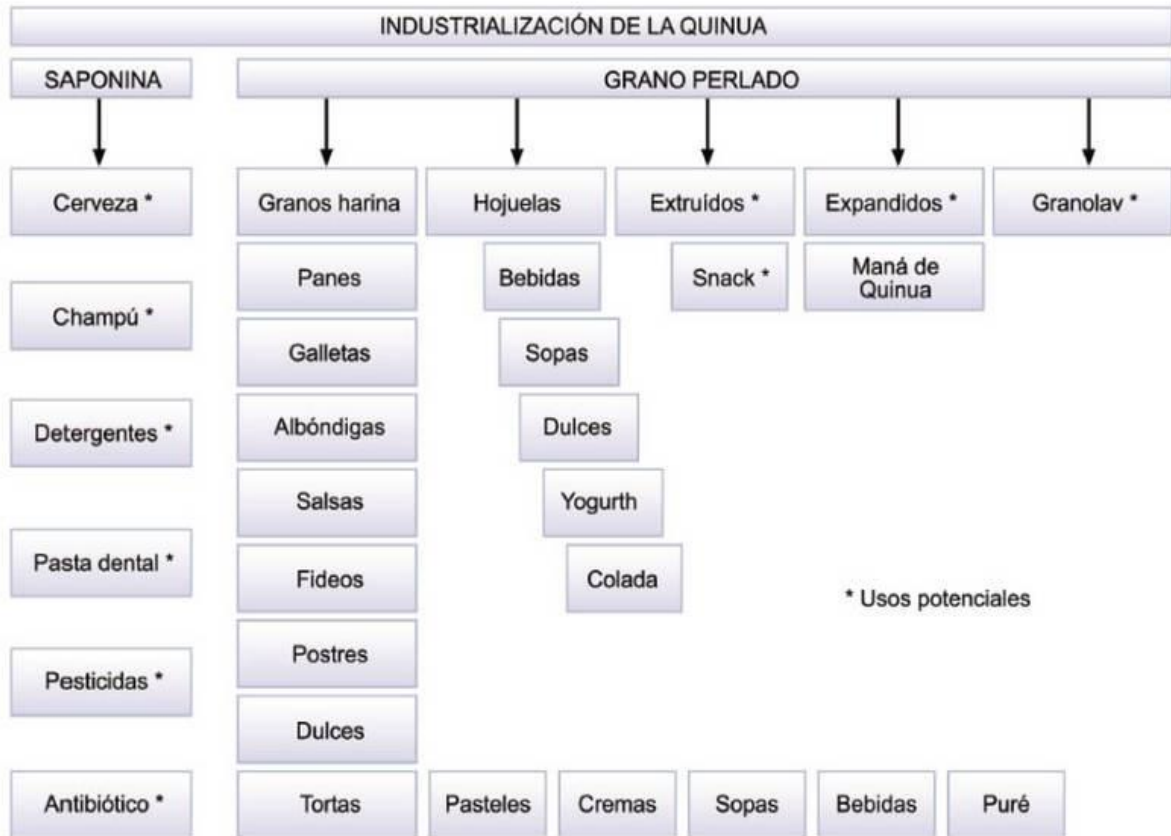 INDUSTRIALIZACIÓN DE LA QUINUA
SAPONINA
GRANO PERLADO
Cerveza *
Granos harina
Hojuelas
Extruídos *
Expandidos *
Granolav *
Champú *
Detergentes *
Pasta dental *
Pesticidas *
Antibiótico *
Panes
Galletas
Albóndigas
Salsas
Fideos
Postres
Dulces
Tortas
Bebidas
Sopas
Dulces
Yogurth
Colada
Snack *
Maná de
Quinua
* Usos potenciales
Pasteles
Cremas
Sopas
Bebidas
Puré